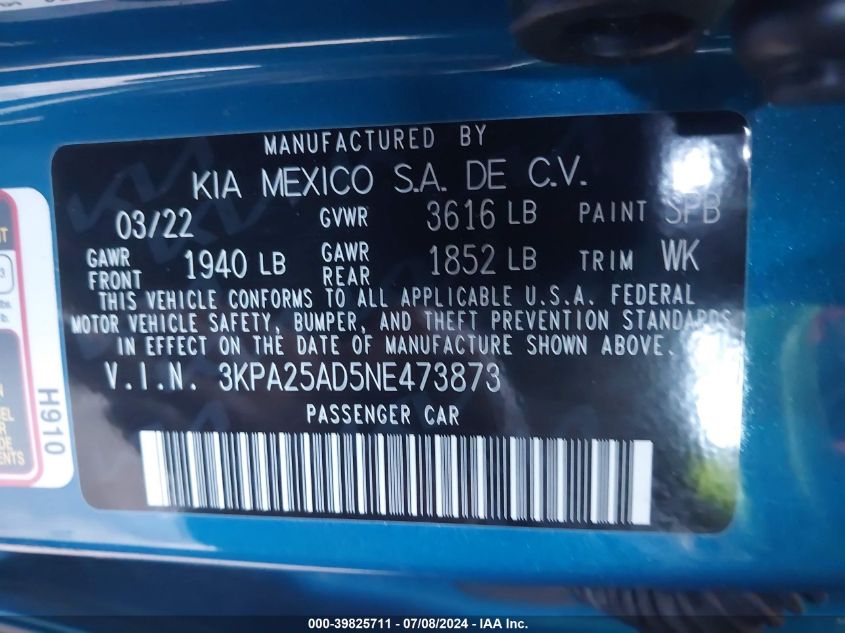 MANUFACTURED BY
KIA MEXICO S.A. DE C.V.
03/22 GVWR 3616 LB PAINT SPB
GAWR FRONT 1940 LB GAWR REAR 1852 LB TRIM WK
THIS VEHICLE CONFORMS TO ALL APPLICABLE U.S.A. FEDERAL
MOTOR VEHICLE SAFETY, BUMPER, AND THEFT PREVENTION STANDARDS
IN EFFECT ON THE DATE OF MANUFACTURE SHOWN ABOVE.
V.I.N. 3KPA25AD5NE473873
PASSENGER CAR
H910
000-39825711 - 07/08/2024 - IAA Inc.